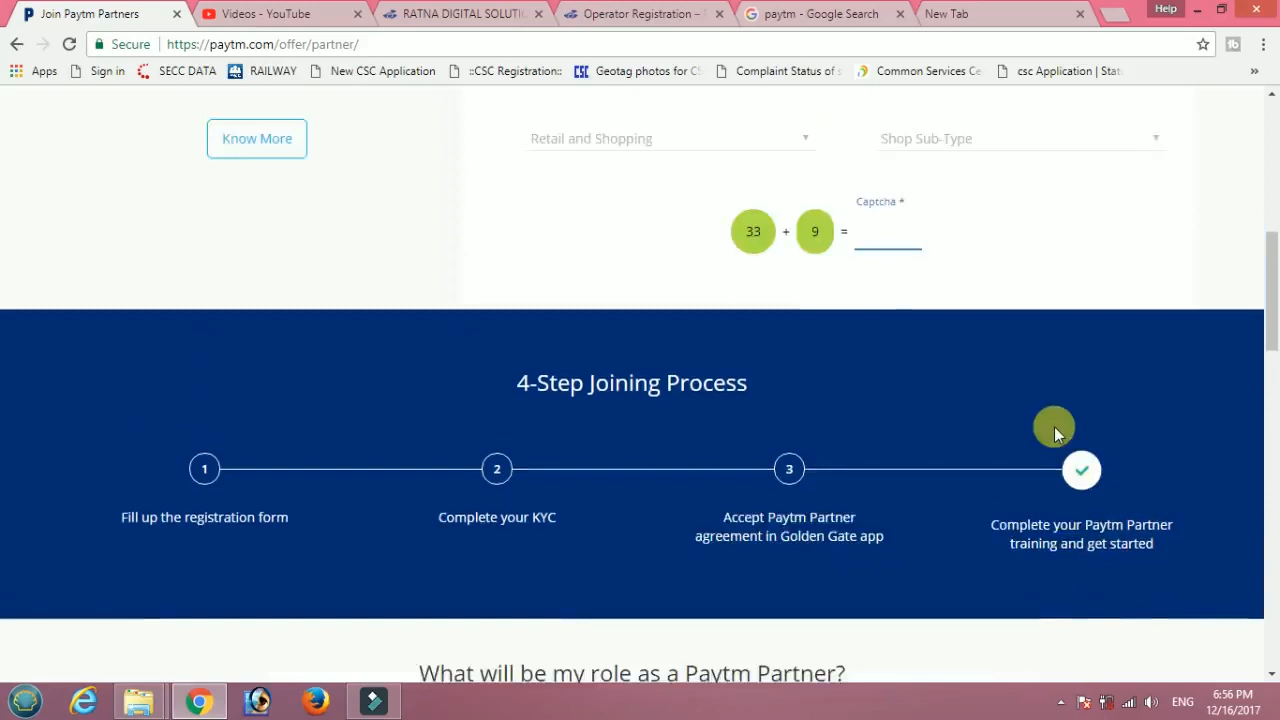 Join Paytm Partners
Videos - YouTube
RATNA DIGITAL SOLUTI
Operator Registration –
paytm - Google Search
New Tab
Help
Secure
https://paytm.com/offer/partner/
Apps
Sign in
SECC DATA
RAILWAY
New CSC Application
::CSC Registration::
CSC
Geotag photos for CS
Complaint Status of s
Common Services Ce
csc Application | Stat
»
Know More
Retail and Shopping
Shop Sub-Type
Captcha *
33 + 9 =
4-Step Joining Process
1
2
3
Fill up the registration form
Complete your KYC
Accept Paytm Partner
agreement in Golden Gate app
Complete your Paytm Partner
training and get started
What will be my role as a Paytm Partner?
ENG
6:56 PM
12/16/2017